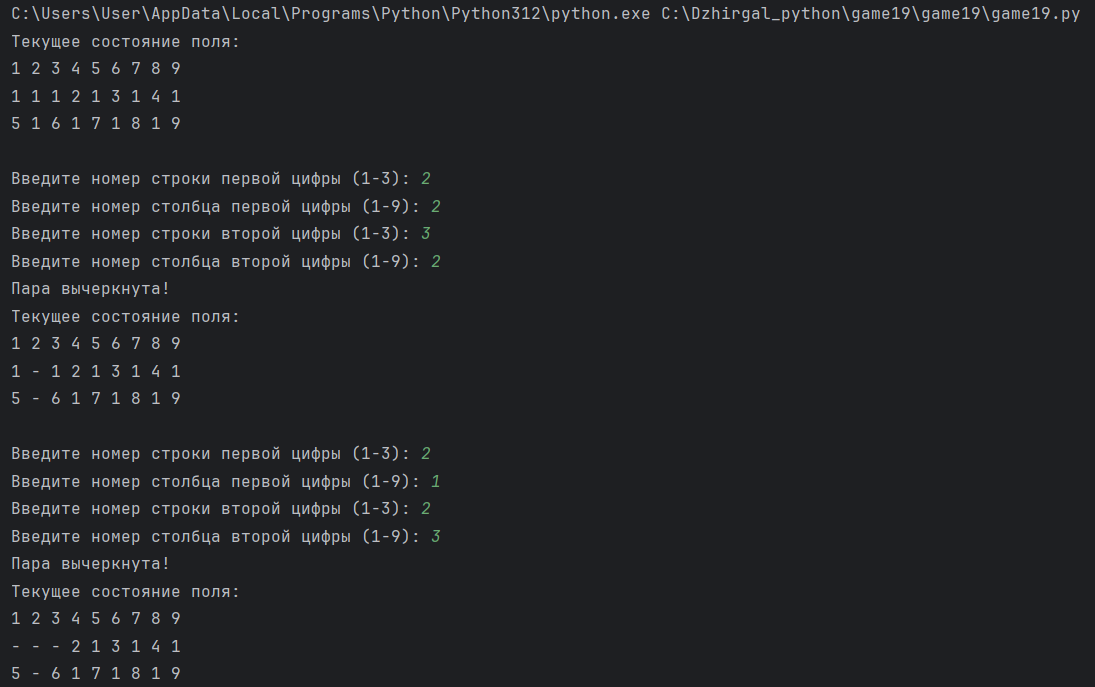 C:\Users\User\AppData\Local\Programs\Python\Python312\python.exe C:\Dzhirgal_python\game19\game19\game19.py
Текущее состояние поля:
1 2 3 4 5 6 7 8 9
1 1 1 2 1 3 1 4 1
5 1 6 1 7 1 8 1 9
Введите номер строки первой цифры (1-3): 2
Введите номер столбца первой цифры (1-9): 2
Введите номер строки второй цифры (1-3): 3
Введите номер столбца второй цифры (1-9): 2
Пара вычеркнута!
Текущее состояние поля:
1 2 3 4 5 6 7 8 9
1 - 1 2 1 3 1 4 1
5 - 6 1 7 1 8 1 9
Введите номер строки первой цифры (1-3): 2
Введите номер столбца первой цифры (1-9): 1
Введите номер строки второй цифры (1-3): 2
Введите номер столбца второй цифры (1-9): 3
Пара вычеркнута!
Текущее состояние поля:
1 2 3 4 5 6 7 8 9
- - - 2 1 3 1 4 1
5 - 6 1 7 1 8 1 9